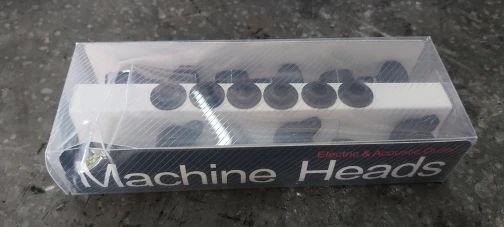 Electric & Acoustic Guitar
Machine Heads